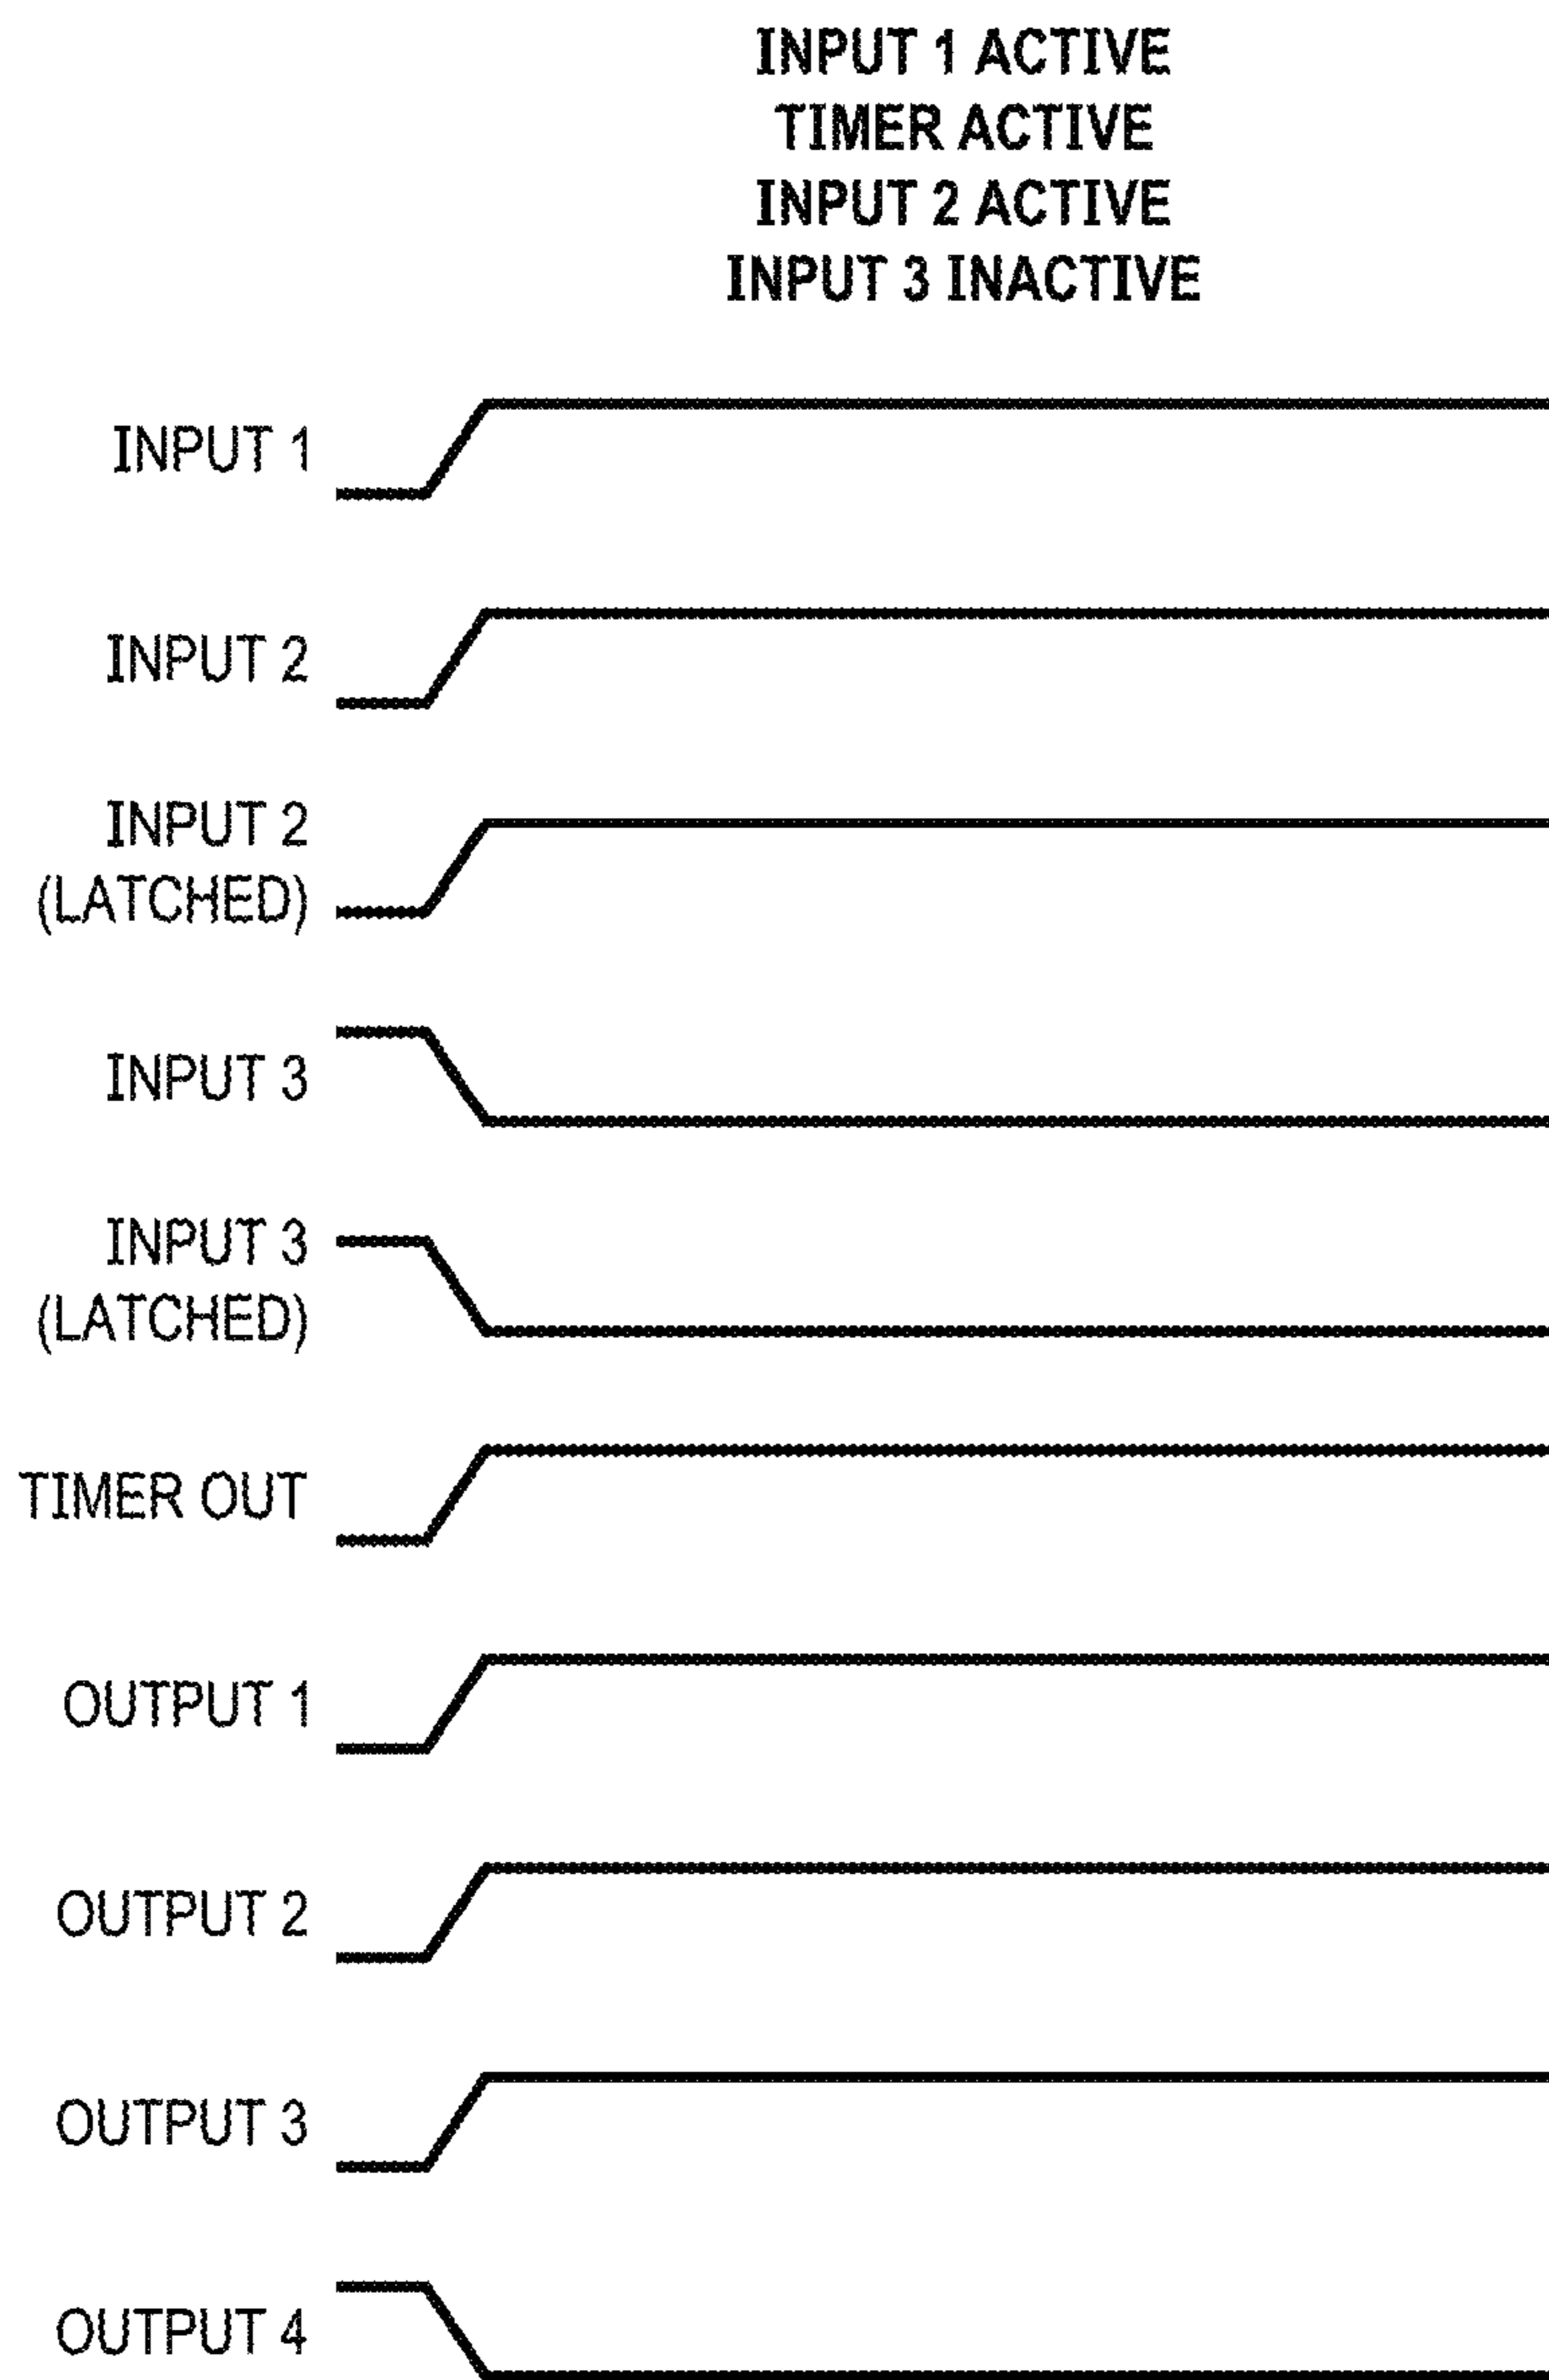 INPUT 1 ACTIVE
TIMER ACTIVE
INPUT 2 ACTIVE
INPUT 3 INACTIVE
INPUT 1
INPUT 2
INPUT 2
(LATCHED)
INPUT 3
INPUT 3
(LATCHED)
TIMER OUT
OUTPUT 1
OUTPUT 2
OUTPUT 3
OUTPUT 4